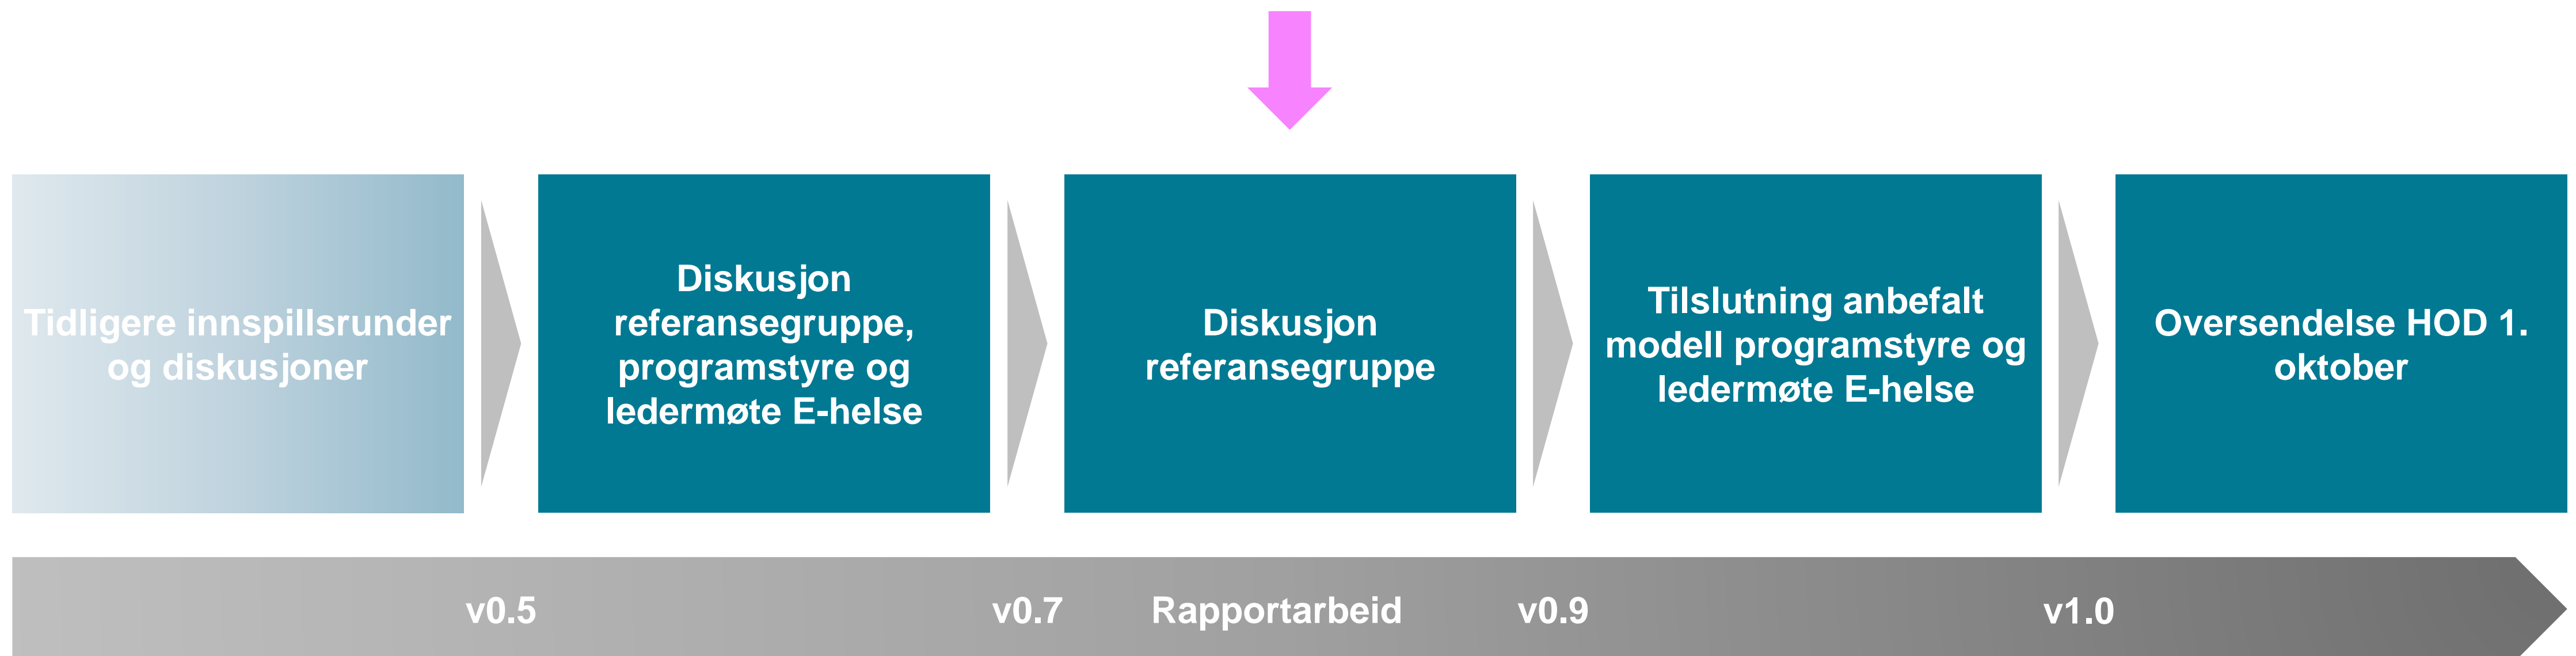 Tidligere innspillsrunder
og diskusjoner
Diskusjon
referansegruppe,
programstyre og
ledermøte E-helse
Diskusjon
referansegruppe
Tilslutning anbefalt
modell programstyre og
ledermøte E-helse
Oversendelse HOD 1.
oktober
v0.5
v0.7
Rapportarbeid
v0.9
v1.0